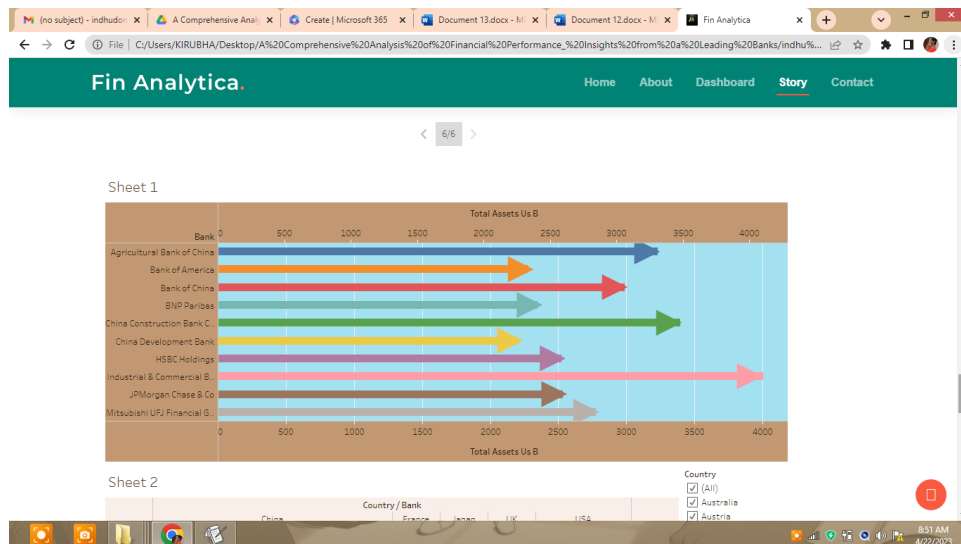 (no subject) - indhudon
A Comprehensive Analy
Create | Microsoft 365
Document 13.docx - M
Document 12.docx - M
Fin Analytica
File | C:/Users/KIRUBHA/Desktop/A%20Comprehensive%20Analysis%20of%20Financial%20Performance_%20Insights%20from%20a%20Leading%20Banks/indhu%...
Fin Analytica.
Home About Dashboard Story Contact
6/6
Sheet 1
Total Assets Us B
Bank 0 500 1000 1500 2000 2500 3000 3500 4000
Agricultural Bank of China
Bank of America
Bank of China
BNP Paribas
China Construction Bank C..
China Development Bank
HSBC Holdings
Industrial & Commercial B..
JPMorgan Chase & Co
Mitsubishi UFJ Financial G..
0 500 1000 1500 2000 2500 3000 3500 4000
Total Assets Us B
Sheet 2
Country / Bank
China France Japan UK USA
Country
(All)
Australia
Austria
8:51 AM
4/22/2023